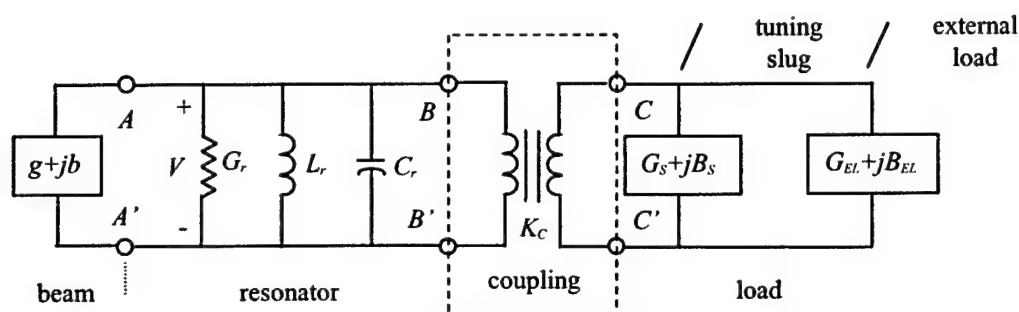 tuning slug
external load
A
B
C
+
g+jb
V
G_r
L_r
C_r
G_S+jB_S
G_EL+jB_EL
A'
-
B'
K_C
C'
beam
resonator
coupling
load